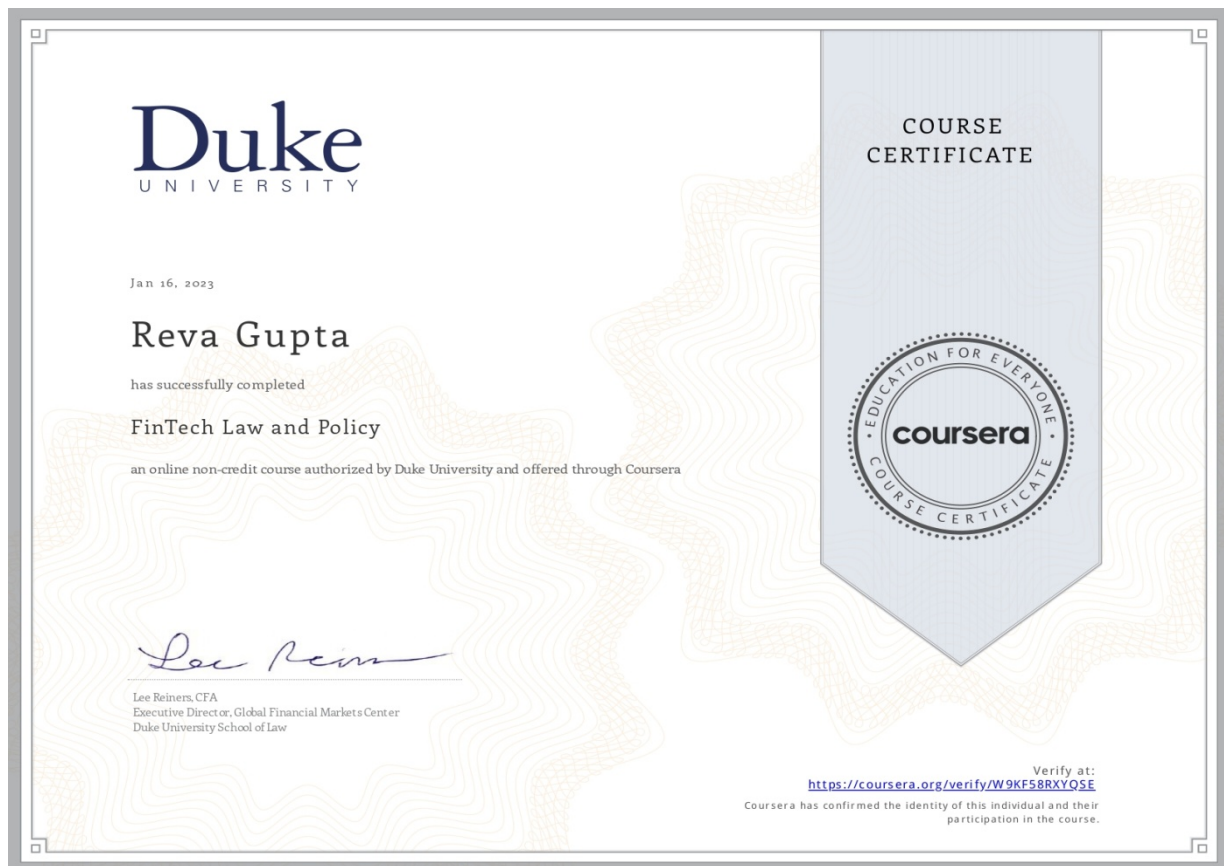 Duke
UNIVERSITY
Jan 16, 2023
Reva Gupta
has successfully completed
FinTech Law and Policy
an online non-credit course authorized by Duke University and offered through Coursera
Lee Reiners, CFA
Executive Director, Global Financial Markets Center
Duke University School of Law
COURSE
CERTIFICATE
EDUCATION FOR EVERYONE
coursera
COURSE CERTIFICATE
Verify at:
https://coursera.org/verify/W9KF58RXYQSE
Coursera has confirmed the identity of this individual and their
participation in the course.